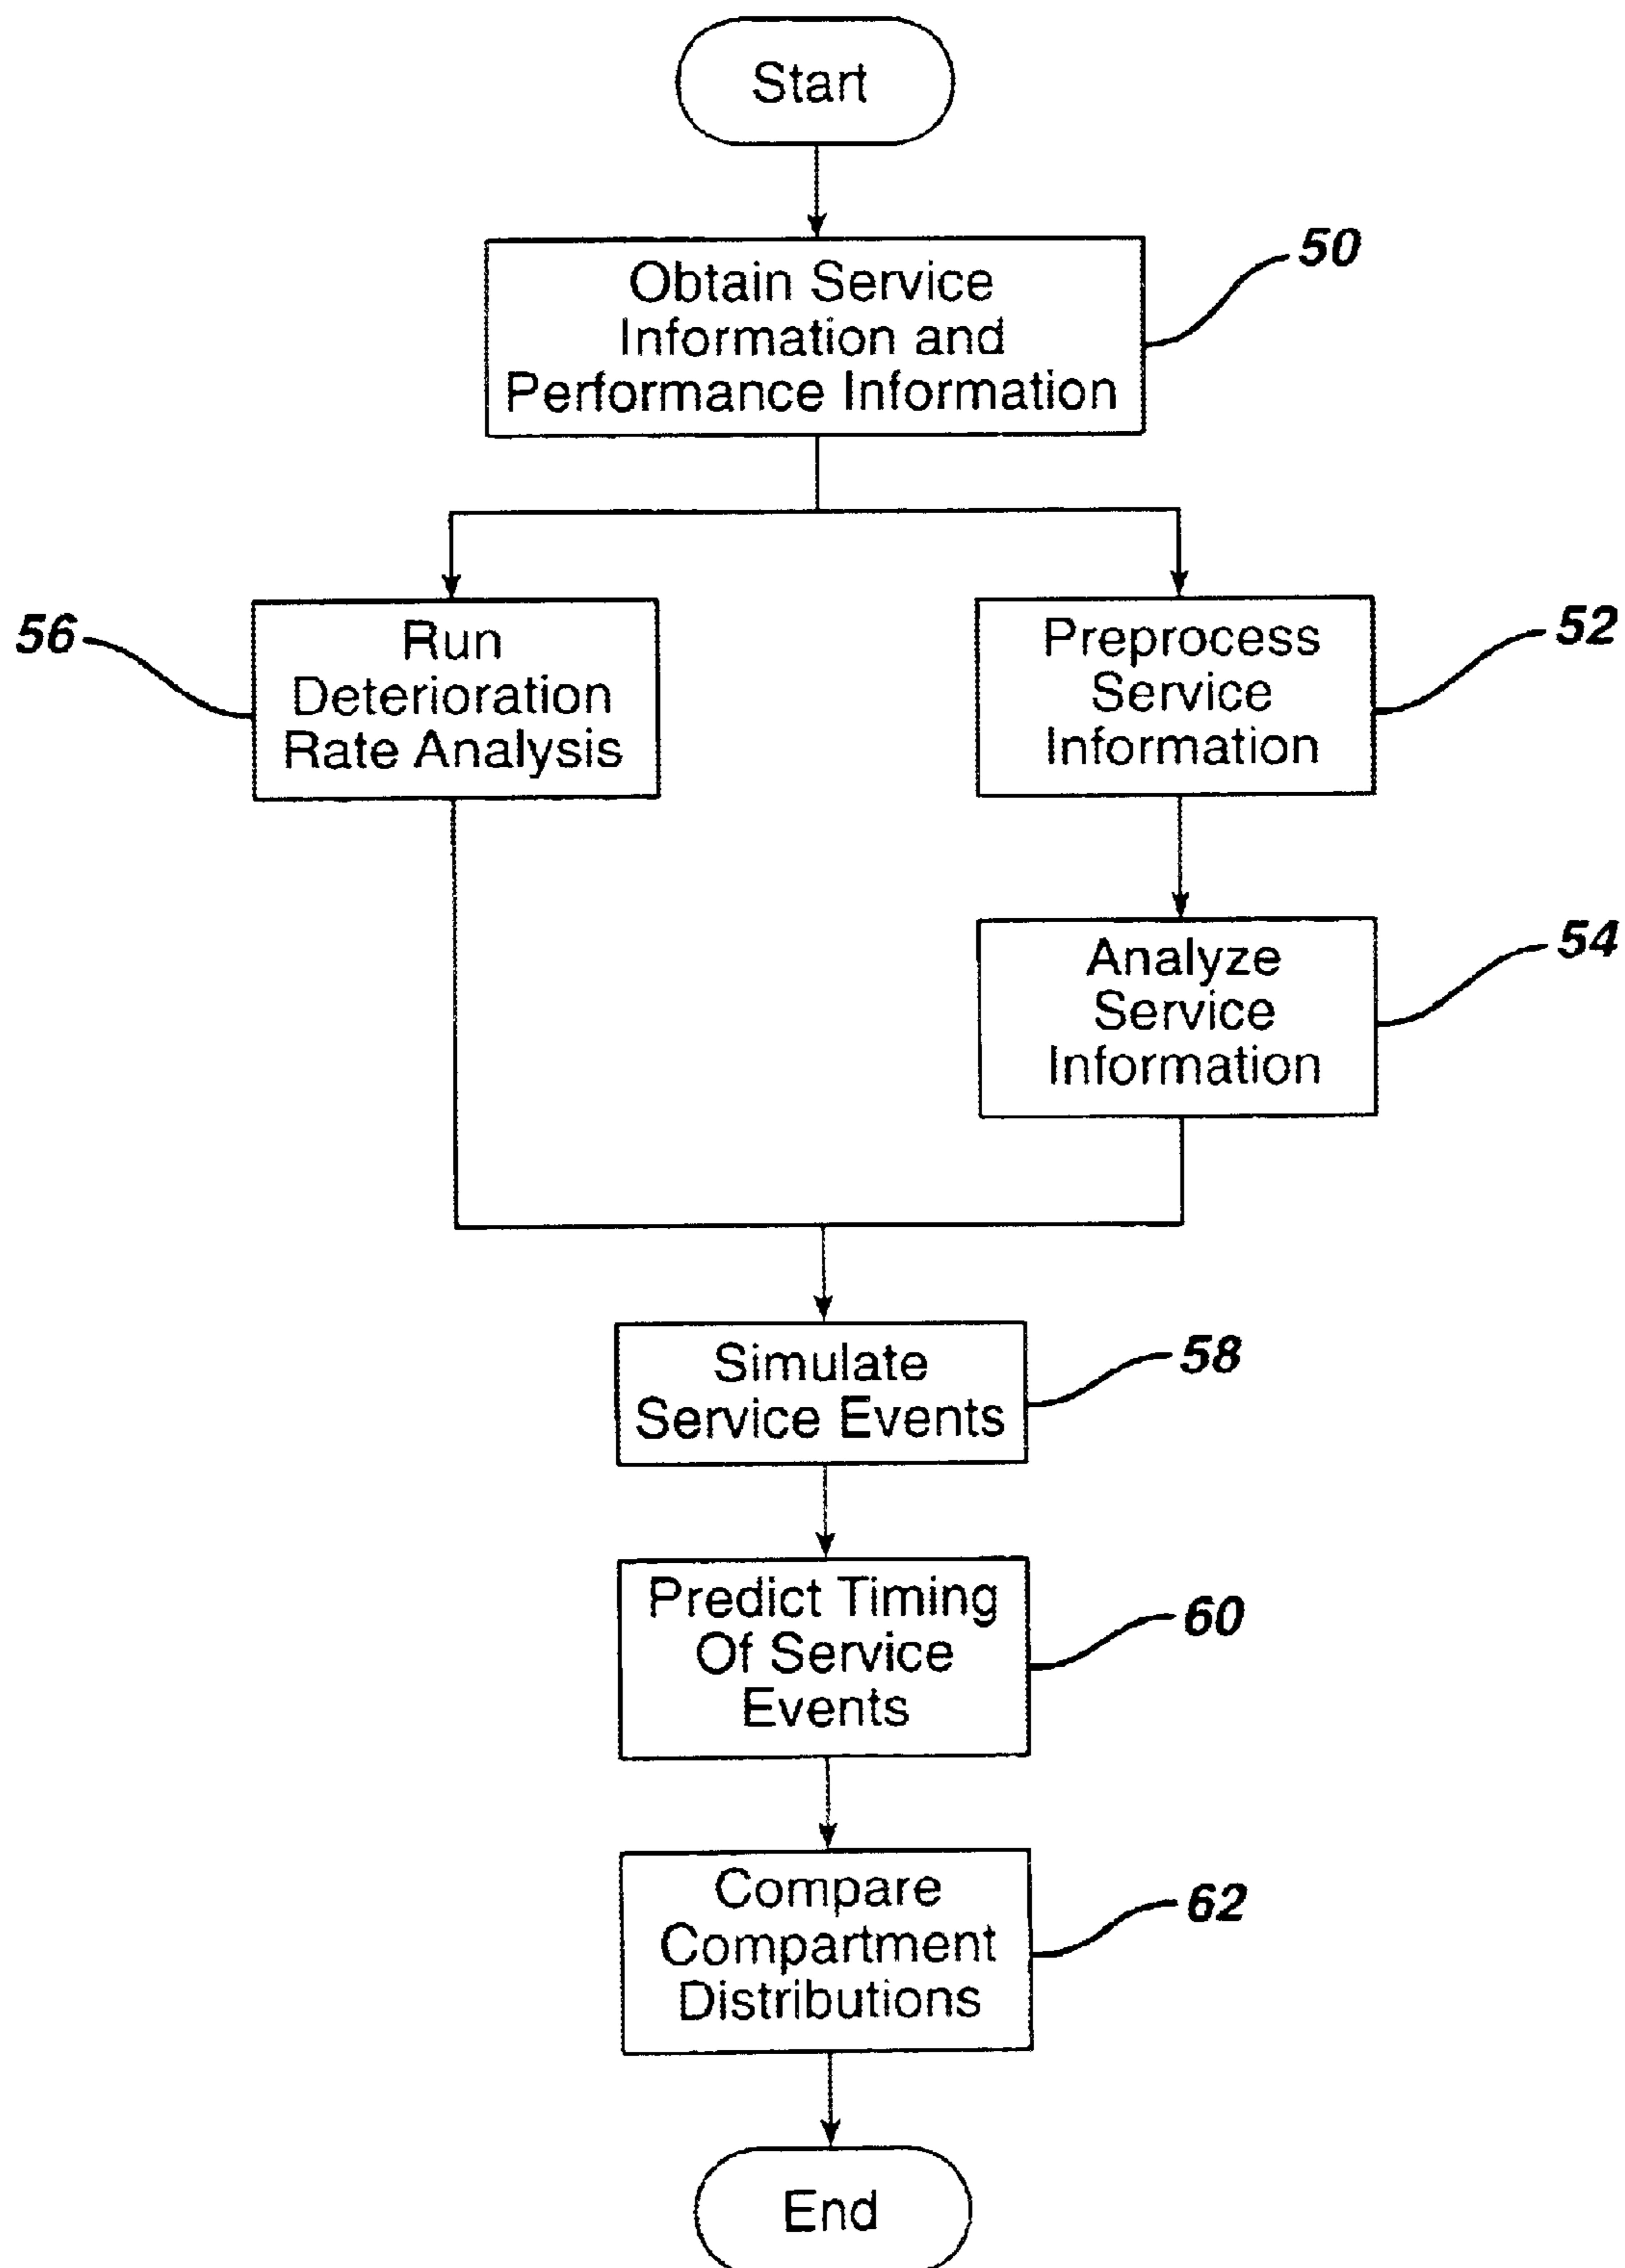 Start
Obtain Service
Information and
Performance Information
50
Run
Deterioration
Rate Analysis
56
Preprocess
Service
Information
52
Analyze
Service
Information
54
Simulate
Service Events
58
Predict Timing
Of Service
Events
60
Compare
Compartment
Distributions
62
End